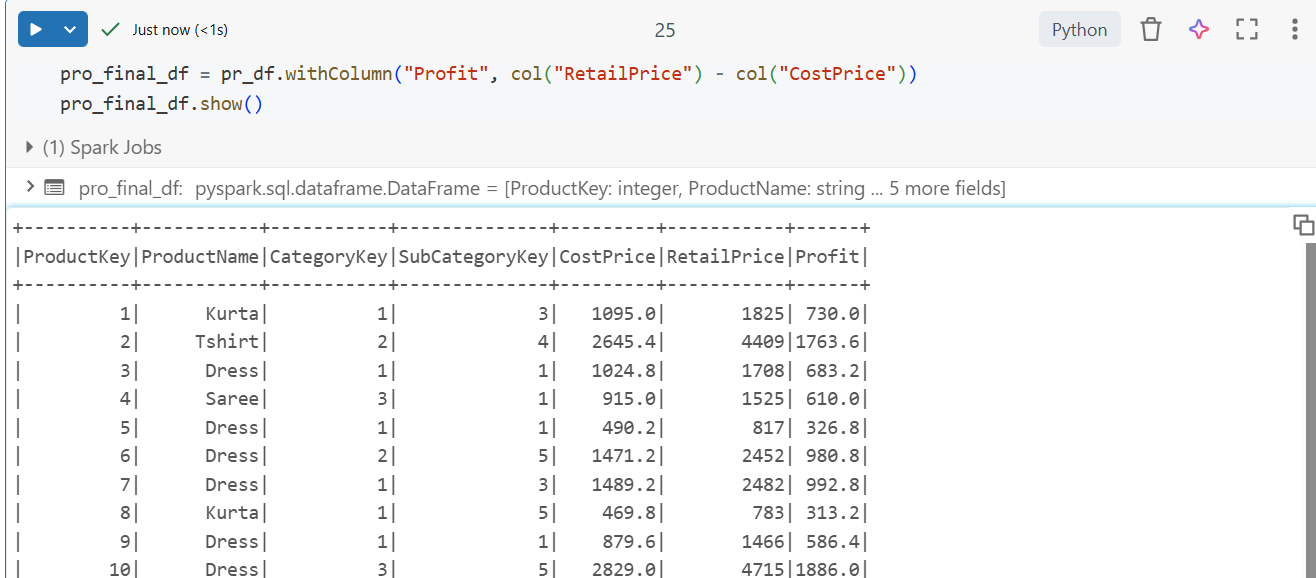 Just now (<1s)
25
Python
pro_final_df = pr_df.withColumn("Profit", col("RetailPrice") - col("CostPrice"))
pro_final_df.show()
(1) Spark Jobs
pro_final_df: pyspark.sql.dataframe.DataFrame = [ProductKey: integer, ProductName: string ... 5 more fields]
+----------+-----------+-----------+--------------+---------+-----------+------+
|ProductKey|ProductName|CategoryKey|SubCategoryKey|CostPrice|RetailPrice|Profit|
+----------+-----------+-----------+--------------+---------+-----------+------+
|         1|      Kurta|          1|             3|   1095.0|       1825| 730.0|
|         2|     Tshirt|          2|             4|   2645.4|       4409|1763.6|
|         3|      Dress|          1|             1|   1024.8|       1708| 683.2|
|         4|      Saree|          3|             1|    915.0|       1525| 610.0|
|         5|      Dress|          1|             1|    490.2|        817| 326.8|
|         6|      Dress|          2|             5|   1471.2|       2452| 980.8|
|         7|      Dress|          1|             3|   1489.2|       2482| 992.8|
|         8|      Kurta|          1|             5|    469.8|        783| 313.2|
|         9|      Dress|          1|             1|    879.6|       1466| 586.4|
|        10|      Dress|          3|             5|   2829.0|       4715|1886.0|